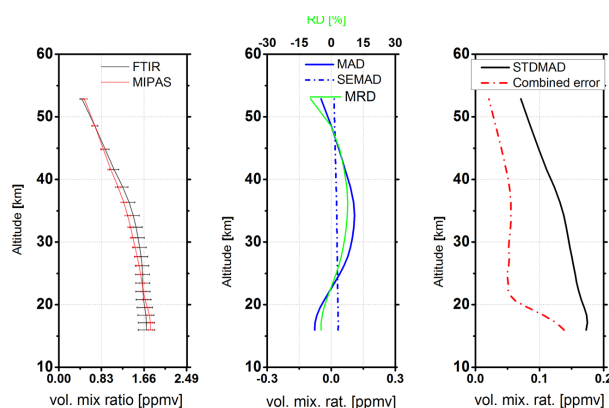 RD [%]
-30 -15 0 15 30
60
50
40
30
20
10
Altitude [km]
FTIR
MIPAS
0.00 0.83 1.66 2.49
vol. mix ratio [ppmv]
60
50
40
30
20
10
Altitude [km]
MAD
SEMAD
MRD
-0.3 0.0 0.3
vol. mix. rat. [ppmv]
60
50
40
30
20
10
Altitude [km]
STDMAD
Combined error
0.0 0.1 0.2
vol. mix. rat. [ppmv]